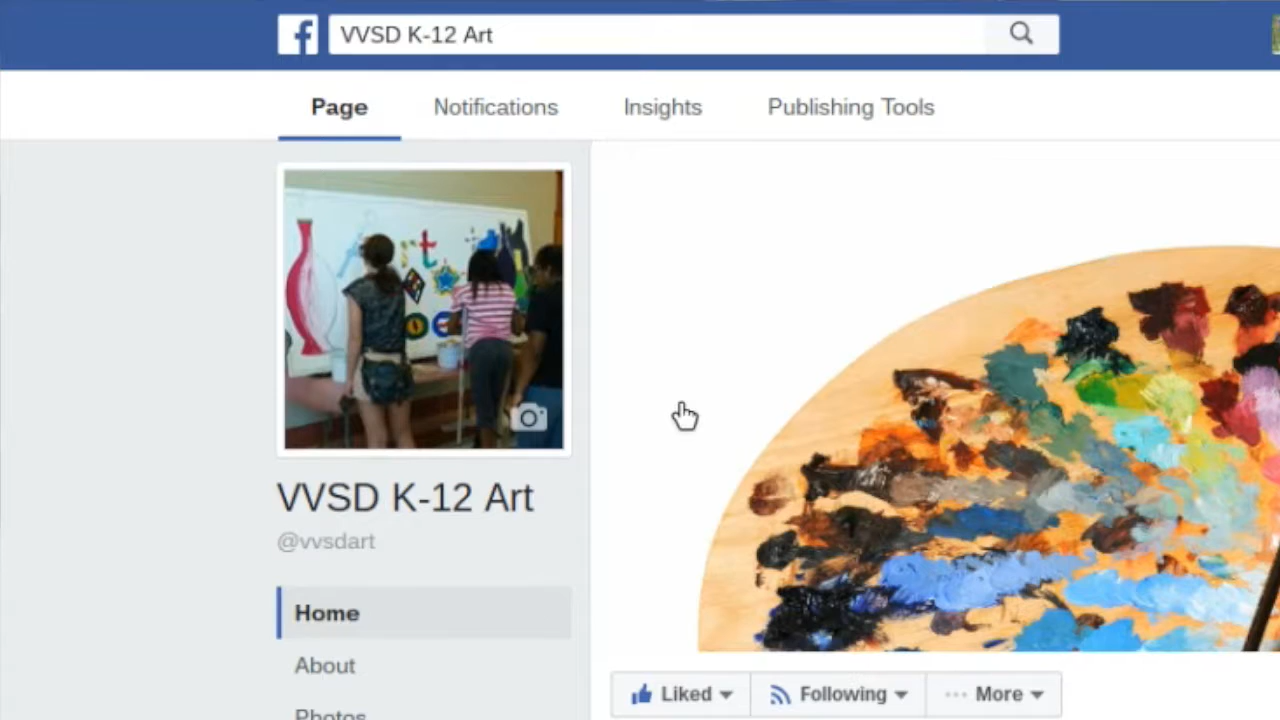 VVSD K-12 Art
Page Notifications Insights Publishing Tools
VVSD K-12 Art
@vvsdart
Home
About
Photos
Liked Following More